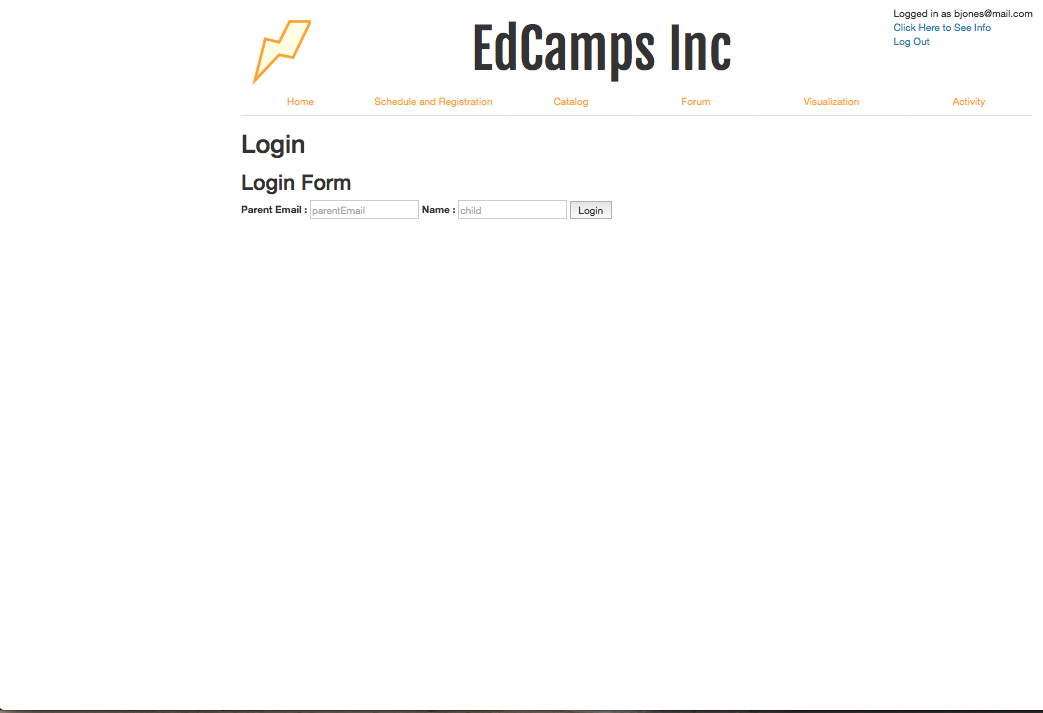 Logged in as bjones@mail.com
Click Here to See Info
Log Out
EdCamps Inc
Home Schedule and Registration Catalog Forum Visualization Activity
Login
Login Form
Parent Email : parentEmail Name : child Login